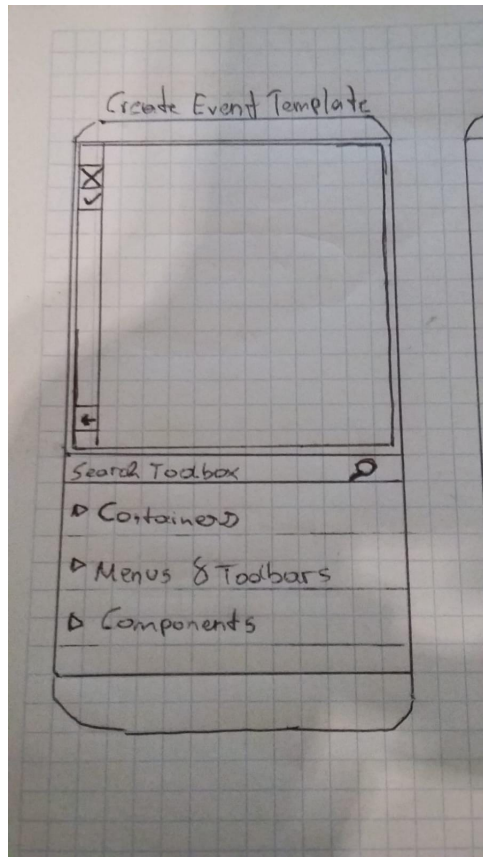 Create Event Template
Search Toolbox
Containers
Menus & Toolbars
Components